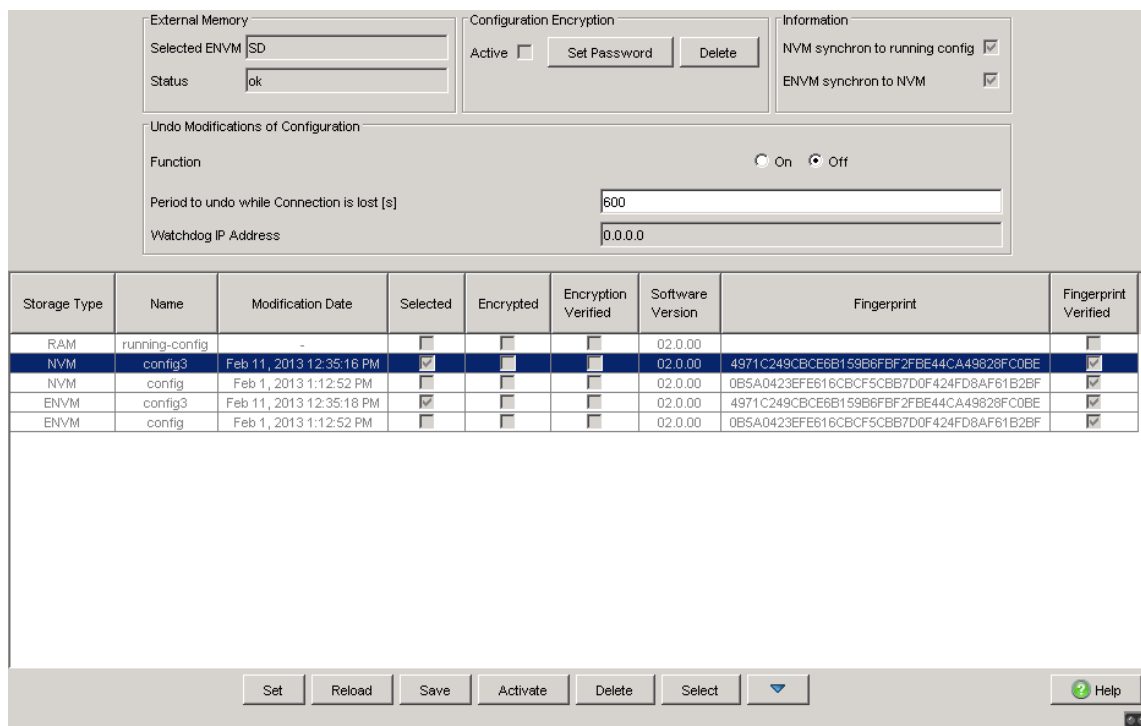 External Memory
Selected ENVM SD
Status ok
Configuration Encryption
Active Set Password Delete
Information
NVM synchron to running config
ENVM synchron to NVM
Undo Modifications of Configuration
Function On Off
Period to undo while Connection is lost [s] 600
Watchdog IP Address 0.0.0.0
Storage Type Name Modification Date Selected Encrypted Encryption Verified Software Version Fingerprint Fingerprint Verified
RAM running-config - 02.0.00
NVM config3 Feb 11, 2013 12:35:16 PM 02.0.00 4971C249CBCE6B159B6FBF2FBE44CA49828FC0BE
NVM config Feb 1, 2013 1:12:52 PM 02.0.00 0B5A0423EFE616CBCF5CBB7D0F424FD8AF61B2BF
ENVM config3 Feb 11, 2013 12:35:18 PM 02.0.00 4971C249CBCE6B159B6FBF2FBE44CA49828FC0BE
ENVM config Feb 1, 2013 1:12:52 PM 02.0.00 0B5A0423EFE616CBCF5CBB7D0F424FD8AF61B2BF
Set Reload Save Activate Delete Select Help